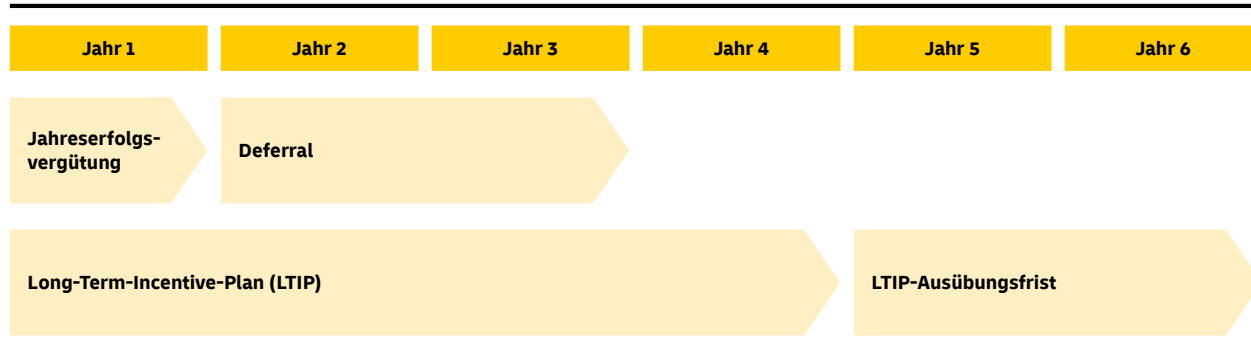 Jahr 1
Jahr 2
Jahr 3
Jahr 4
Jahr 5
Jahr 6
Jahreserfolgs-
vergütung
Deferral
Long-Term-Incentive-Plan (LTIP)
LTIP-Ausübungsfrist